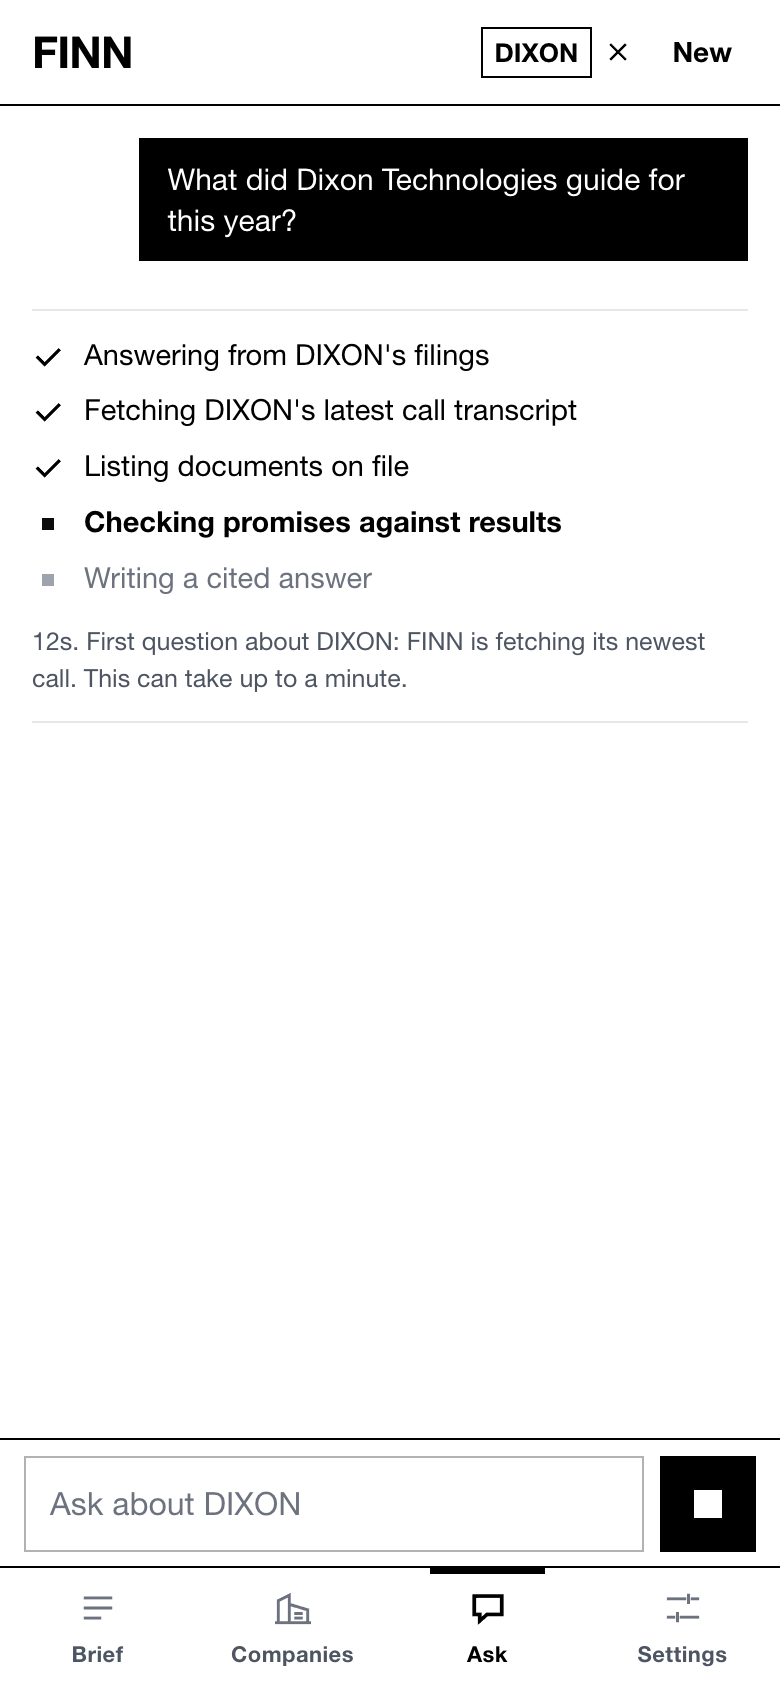 FINN
DIXON
New
What did Dixon Technologies guide for
this year?
Answering from DIXON's filings
Fetching DIXON's latest call transcript
Listing documents on file
Checking promises against results
Writing a cited answer
12s. First question about DIXON: FINN is fetching its newest
call. This can take up to a minute.
Ask about DIXON
Brief
Companies
Ask
Settings